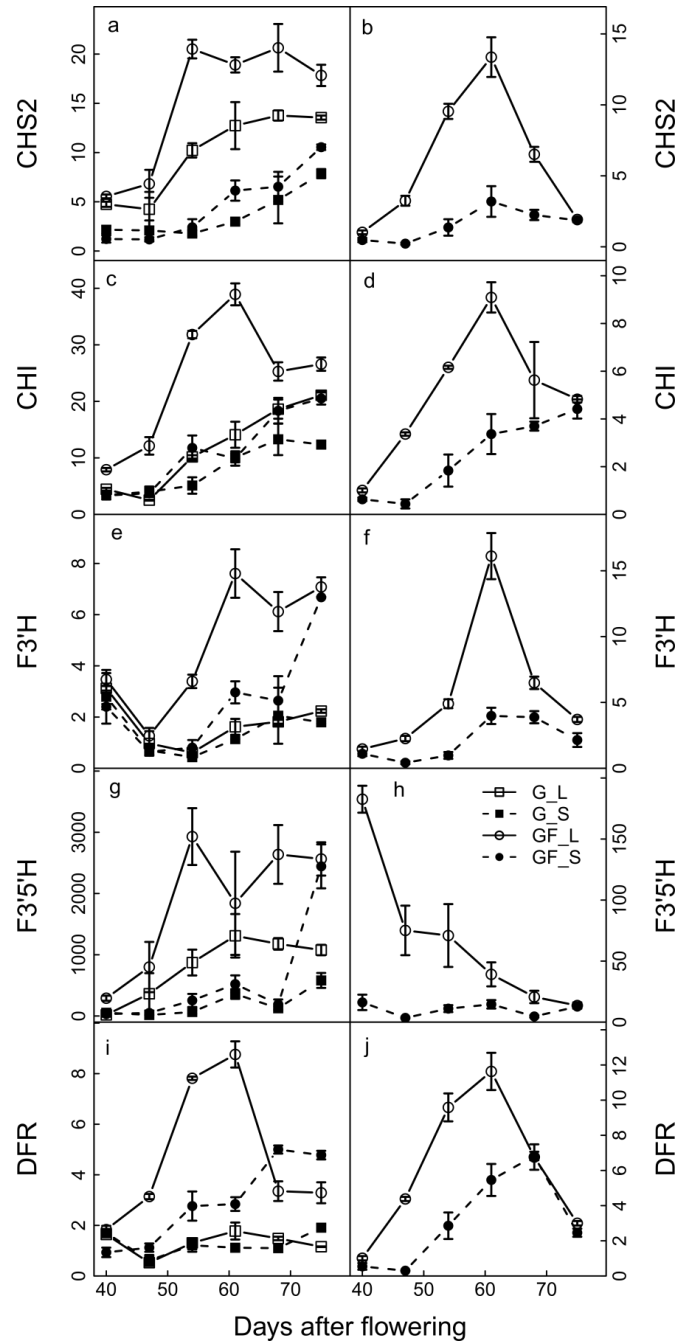 a
b
CHS2
0 5 10 15 20
0 5 10 15
CHS2
c
d
CHI
0 10 20 30 40
0 2 4 6 8 10
CHI
e
f
F3'H
0 2 4 6 8
0 5 10 15
F3'H
g
h
F3'5'H
0 1000 2000 3000
G_L
G_S
GF_L
GF_S
0 50 100 150
F3'5'H
i
j
DFR
0 2 4 6 8
0 2 4 6 8 10 12
DFR
40 50 60 70
40 50 60 70
Days after flowering